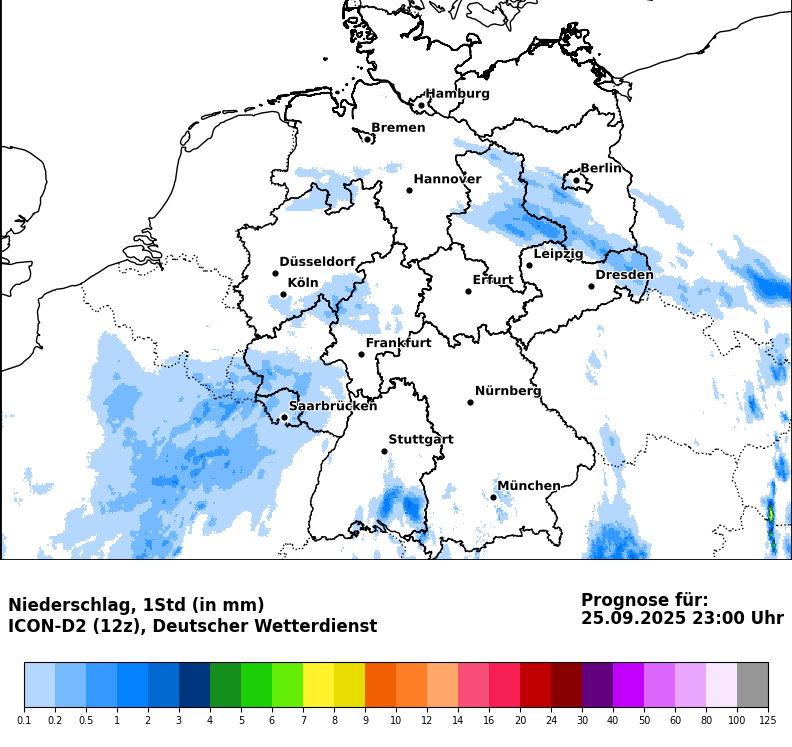 Hamburg
Bremen
Berlin
Hannover
Leipzig
Düsseldorf
Dresden
Erfurt
Köln
Frankfurt
Nürnberg
Saarbrücken
Stuttgart
München
Niederschlag, 1Std (in mm)
ICON-D2 (12z), Deutscher Wetterdienst
Prognose für:
25.09.2025 23:00 Uhr
0.1 0.2 0.5 1 2 3 4 5 6 7 8 9 10 12 14 16 20 24 30 40 50 60 80 100 125